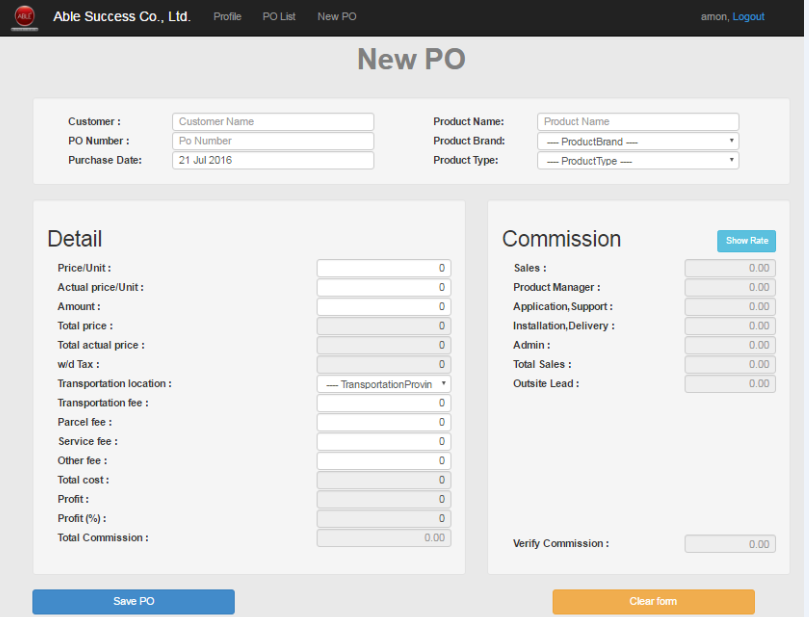 ABLE Able Success Co., Ltd. Profile PO List New PO amon, Logout
New PO
Customer : Customer Name Product Name: Product Name
PO Number : Po Number Product Brand: --- ProductBrand ---
Purchase Date: 21 Jul 2016 Product Type: --- ProductType ---
Detail
Price/Unit : 0
Actual price/Unit : 0
Amount : 0
Total price : 0
Total actual price : 0
w/d Tax : 0
Transportation location : --- TransportationProvin
Transportation fee : 0
Parcel fee : 0
Service fee : 0
Other fee : 0
Total cost : 0
Profit : 0
Profit (%) : 0
Total Commission : 0.00
Commission Show Rate
Sales : 0.00
Product Manager : 0.00
Application,Support : 0.00
Installation,Delivery : 0.00
Admin : 0.00
Total Sales : 0.00
Outsite Lead : 0.00
Verify Commission : 0.00
Save PO Clear form